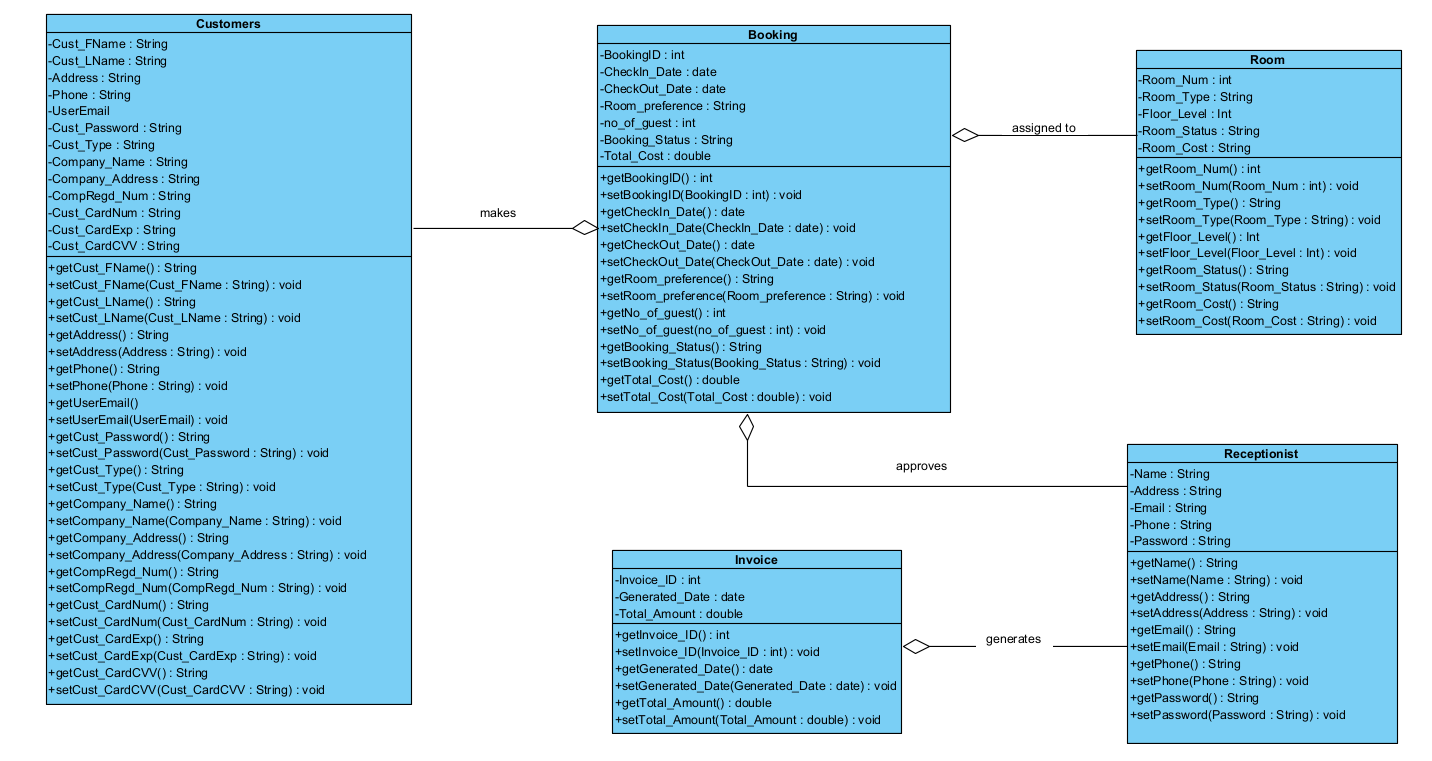 Customers
-Cust_FName : String
-Cust_LName : String
-Address : String
-Phone : String
-UserEmail
-Cust_Password : String
-Cust_Type : String
-Company_Name : String
-Company_Address : String
-CompRegd_Num : String
-Cust_CardNum : String
-Cust_CardExp : String
-Cust_CardCVV : String
+getCust_FName() : String
+setCust_FName(Cust_FName : String) : void
+getCust_LName() : String
+setCust_LName(Cust_LName : String) : void
+getAddress() : String
+setAddress(Address : String) : void
+getPhone() : String
+setPhone(Phone : String) : void
+getUserEmail()
+setUserEmail(UserEmail) : void
+getCust_Password() : String
+setCust_Password(Cust_Password : String) : void
+getCust_Type() : String
+setCust_Type(Cust_Type : String) : void
+getCompany_Name() : String
+setCompany_Name(Company_Name : String) : void
+getCompany_Address() : String
+setCompany_Address(Company_Address : String) : void
+getCompRegd_Num() : String
+setCompRegd_Num(CompRegd_Num : String) : void
+getCust_CardNum() : String
+setCust_CardNum(Cust_CardNum : String) : void
+getCust_CardExp() : String
+setCust_CardExp(Cust_CardExp : String) : void
+getCust_CardCVV() : String
+setCust_CardCVV(Cust_CardCVV : String) : void
makes
Booking
-BookingID : int
-CheckIn_Date : date
-CheckOut_Date : date
-Room_preference : String
-no_of_guest : int
-Booking_Status : String
-Total_Cost : double
+getBookingID() : int
+setBookingID(BookingID : int) : void
+getCheckIn_Date() : date
+setCheckIn_Date(CheckIn_Date : date) : void
+getCheckOut_Date() : date
+setCheckOut_Date(CheckOut_Date : date) : void
+getRoom_preference() : String
+setRoom_preference(Room_preference : String) : void
+getNo_of_guest() : int
+setNo_of_guest(no_of_guest : int) : void
+getBooking_Status() : String
+setBooking_Status(Booking_Status : String) : void
+getTotal_Cost() : double
+setTotal_Cost(Total_Cost : double) : void
assigned to
Room
-Room_Num : int
-Room_Type : String
-Floor_Level : Int
-Room_Status : String
-Room_Cost : String
+getRoom_Num() : int
+setRoom_Num(Room_Num : int) : void
+getRoom_Type() : String
+setRoom_Type(Room_Type : String) : void
+getFloor_Level() : Int
+setFloor_Level(Floor_Level : Int) : void
+getRoom_Status() : String
+setRoom_Status(Room_Status : String) : void
+getRoom_Cost() : String
+setRoom_Cost(Room_Cost : String) : void
approves
Invoice
-Invoice_ID : int
-Generated_Date : date
-Total_Amount : double
+getInvoice_ID() : int
+setInvoice_ID(Invoice_ID : int) : void
+getGenerated_Date() : date
+setGenerated_Date(Generated_Date : date) : void
+getTotal_Amount() : double
+setTotal_Amount(Total_Amount : double) : void
generates
Receptionist
-Name : String
-Address : String
-Email : String
-Phone : String
-Password : String
+getName() : String
+setName(Name : String) : void
+getAddress() : String
+setAddress(Address : String) : void
+getEmail() : String
+setEmail(Email : String) : void
+getPhone() : String
+setPhone(Phone : String) : void
+getPassword() : String
+setPassword(Password : String) : void